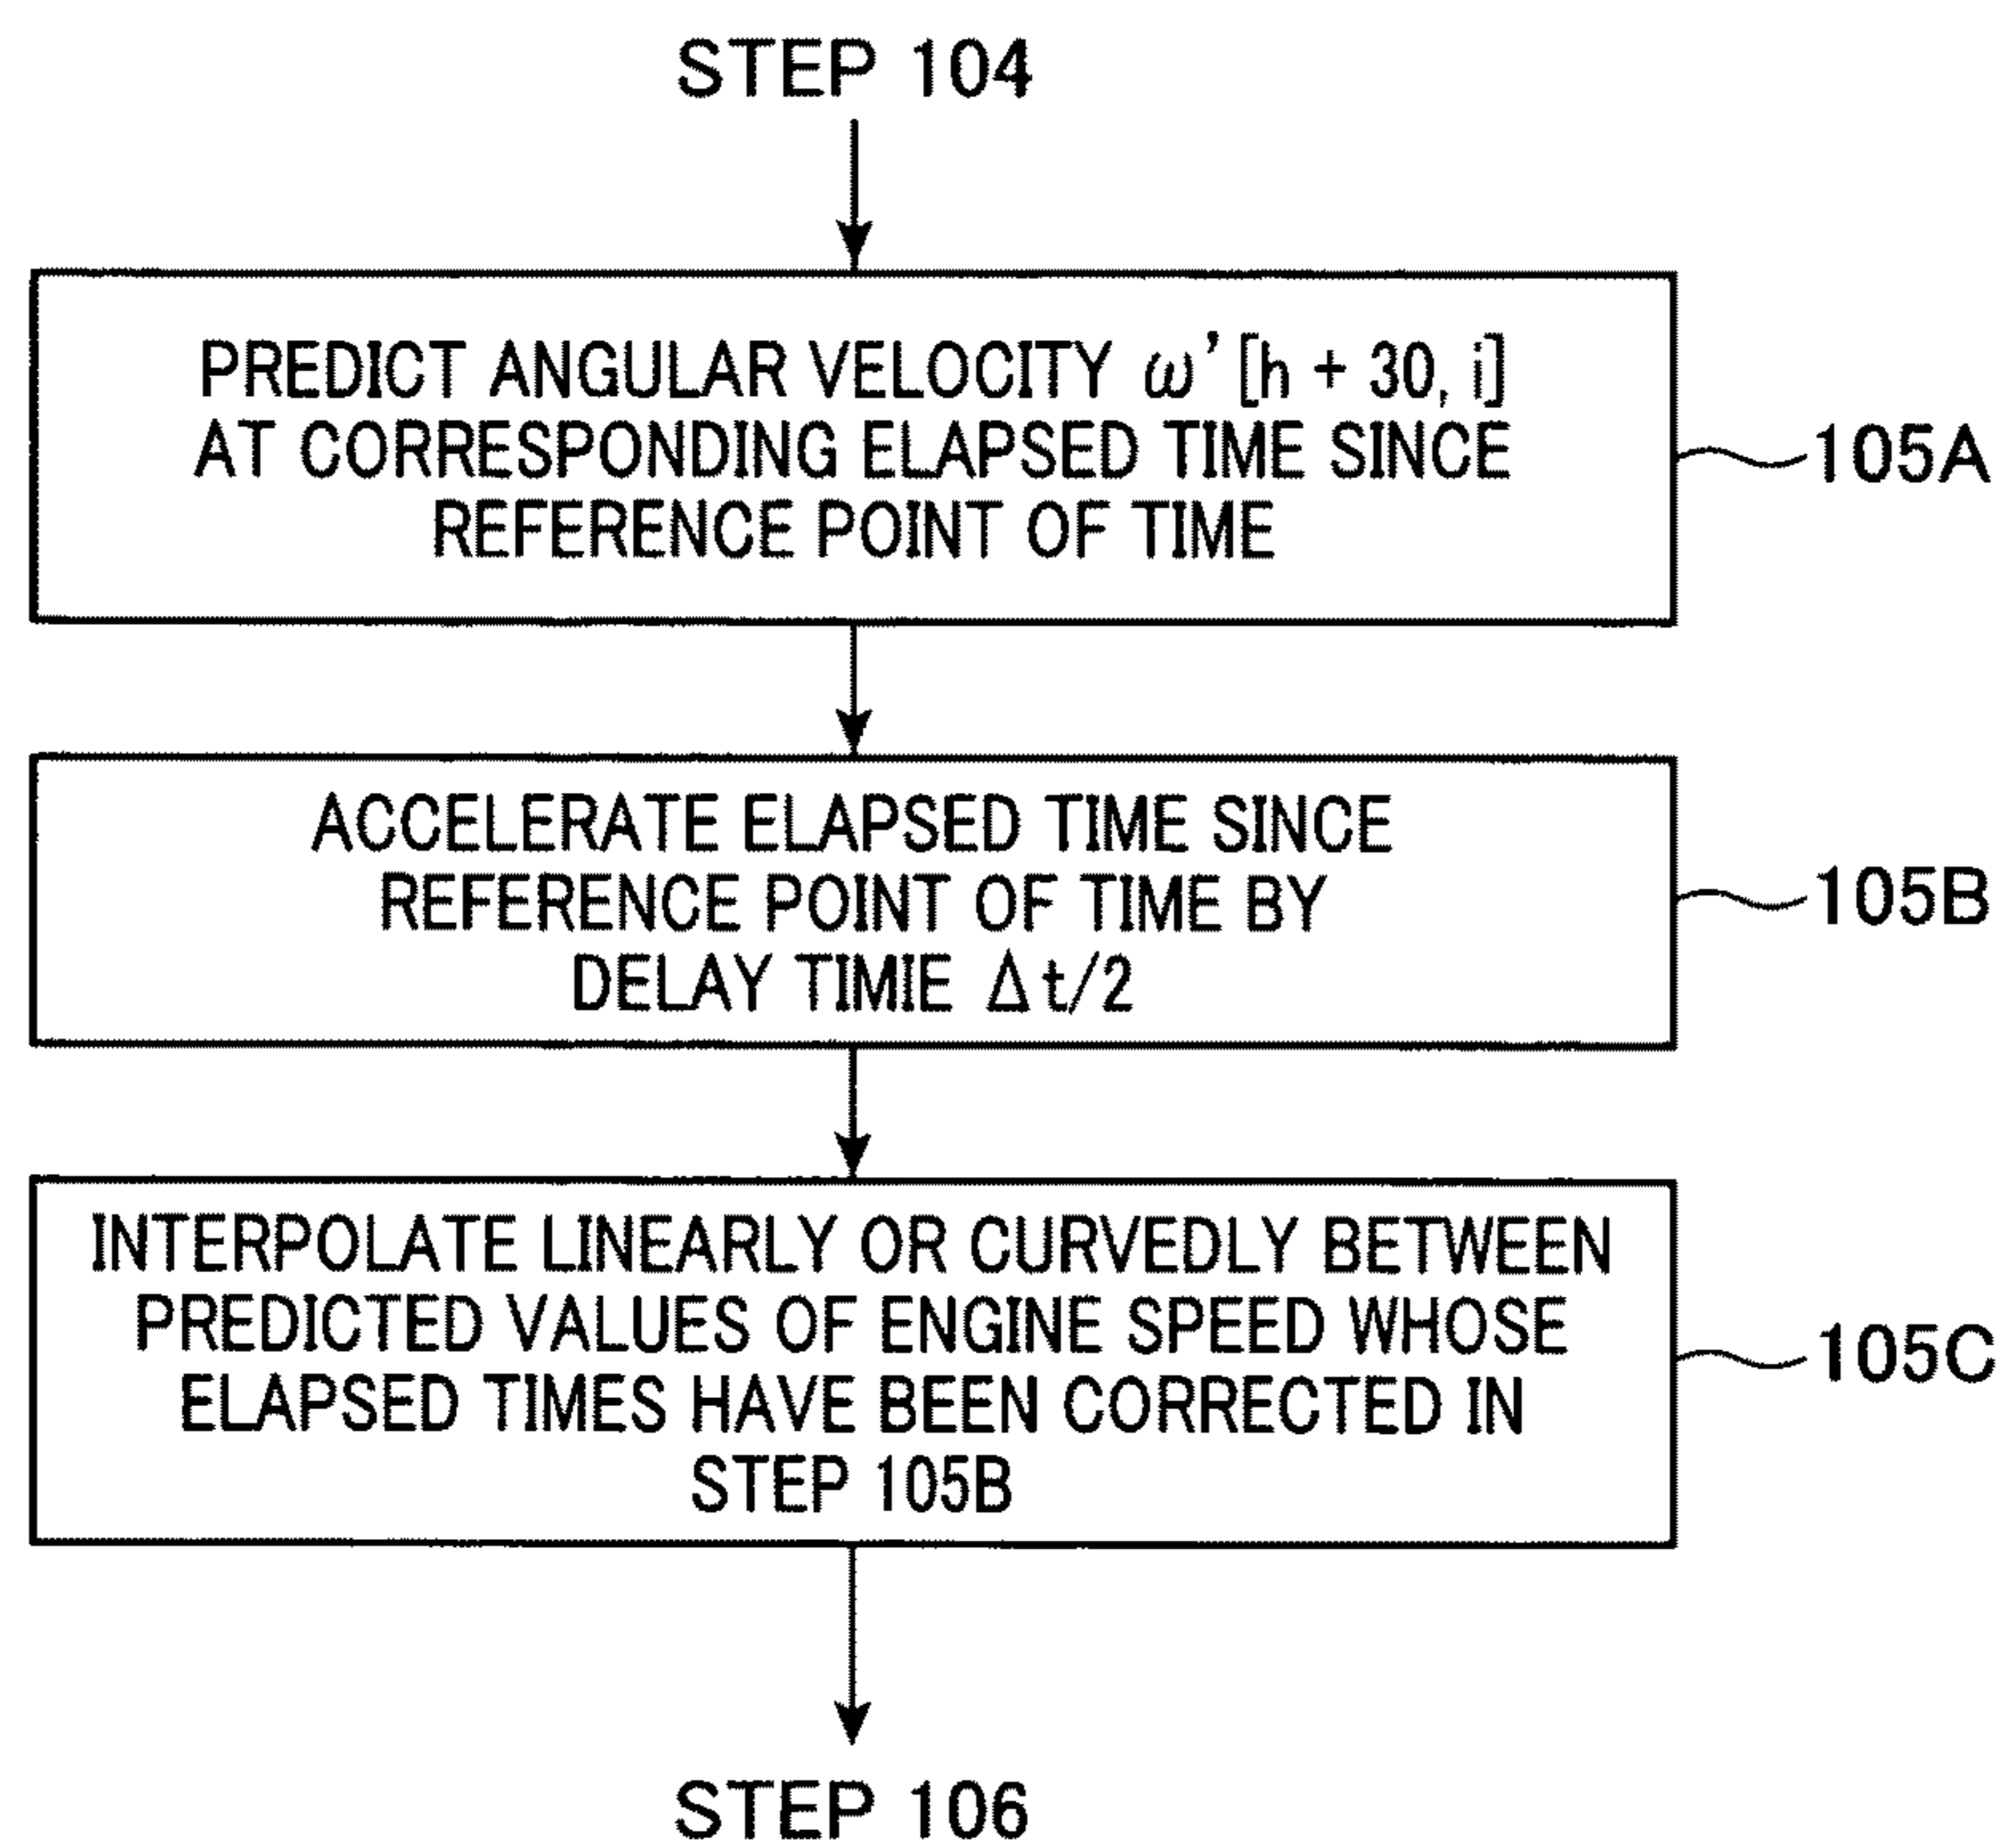 STEP 104
PREDICT ANGULAR VELOCITY ω' [h + 30, i]
AT CORRESPONDING ELAPSED TIME SINCE
REFERENCE POINT OF TIME
105A
ACCELERATE ELAPSED TIME SINCE
REFERENCE POINT OF TIME BY
DELAY TIMIE Δt/2
105B
INTERPOLATE LINEARLY OR CURVEDLY BETWEEN
PREDICTED VALUES OF ENGINE SPEED WHOSE
ELAPSED TIMES HAVE BEEN CORRECTED IN
STEP 105B
105C
STEP 106